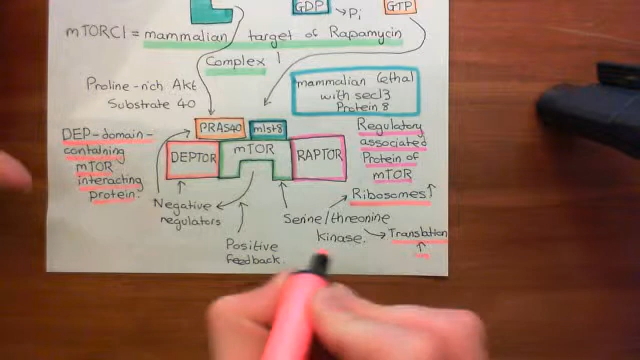 GDP
Pi
GTP
mTORC1 = mammalian target of Rapamycin
Complex 1
Proline-rich Akt
Substrate 40
mammalian lethal
with sec13
Protein 8
PRAS40
mlst8
DEPTOR
mTOR
RAPTOR
DEP-domain-
containing
mTOR
interacting
protein.
Regulatory
associated
Protein of
mTOR
Negative
regulators
Positive
feedback.
Serine/threonine
Kinase.
Ribosomes↑
Translation
↑